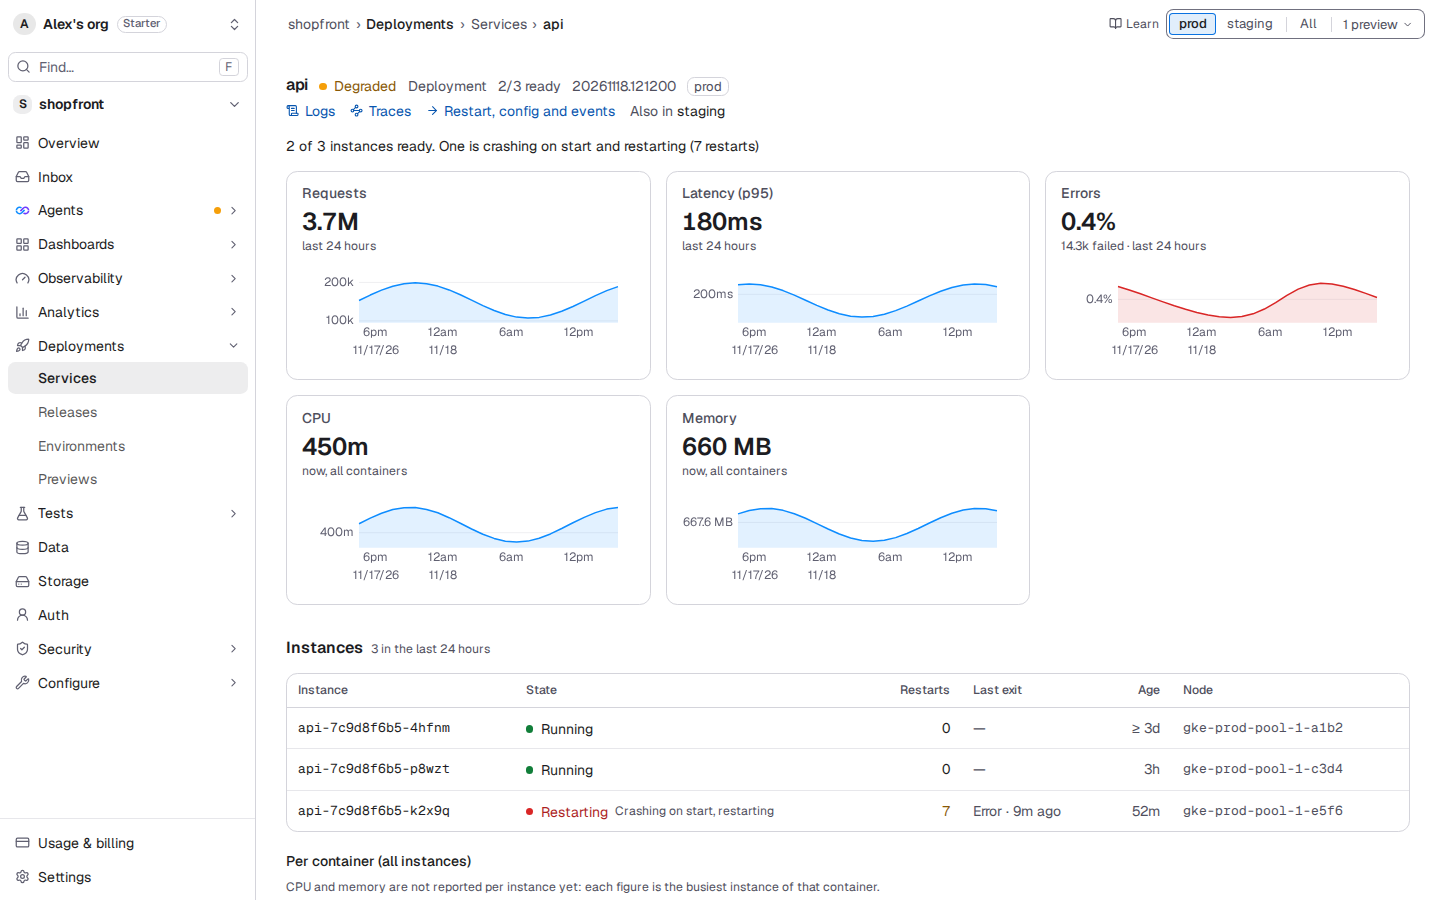 A Alex's org Starter
Find... F
S shopfront
Overview
Inbox
Agents
Dashboards
Observability
Analytics
Deployments
Services
Releases
Environments
Previews
Tests
Data
Storage
Auth
Security
Configure
Usage & billing
Settings
shopfront › Deployments › Services › api
Learn prod staging All 1 preview
api Degraded Deployment 2/3 ready 20261118.121200 prod
Logs Traces Restart, config and events Also in staging
2 of 3 instances ready. One is crashing on start and restarting (7 restarts)
Requests
3.7M
last 24 hours
200k
100k
6pm 12am 6am 12pm
11/17/26 11/18
Latency (p95)
180ms
last 24 hours
200ms
6pm 12am 6am 12pm
11/17/26 11/18
Errors
0.4%
14.3k failed · last 24 hours
0.4%
6pm 12am 6am 12pm
11/17/26 11/18
CPU
450m
now, all containers
400m
6pm 12am 6am 12pm
11/17/26 11/18
Memory
660 MB
now, all containers
667.6 MB
6pm 12am 6am 12pm
11/17/26 11/18
Instances 3 in the last 24 hours
Instance State Restarts Last exit Age Node
api-7c9d8f6b5-4hfnm Running 0 — ≥ 3d gke-prod-pool-1-a1b2
api-7c9d8f6b5-p8wzt Running 0 — 3h gke-prod-pool-1-c3d4
api-7c9d8f6b5-k2x9q Restarting Crashing on start, restarting 7 Error · 9m ago 52m gke-prod-pool-1-e5f6
Per container (all instances)
CPU and memory are not reported per instance yet: each figure is the busiest instance of that container.